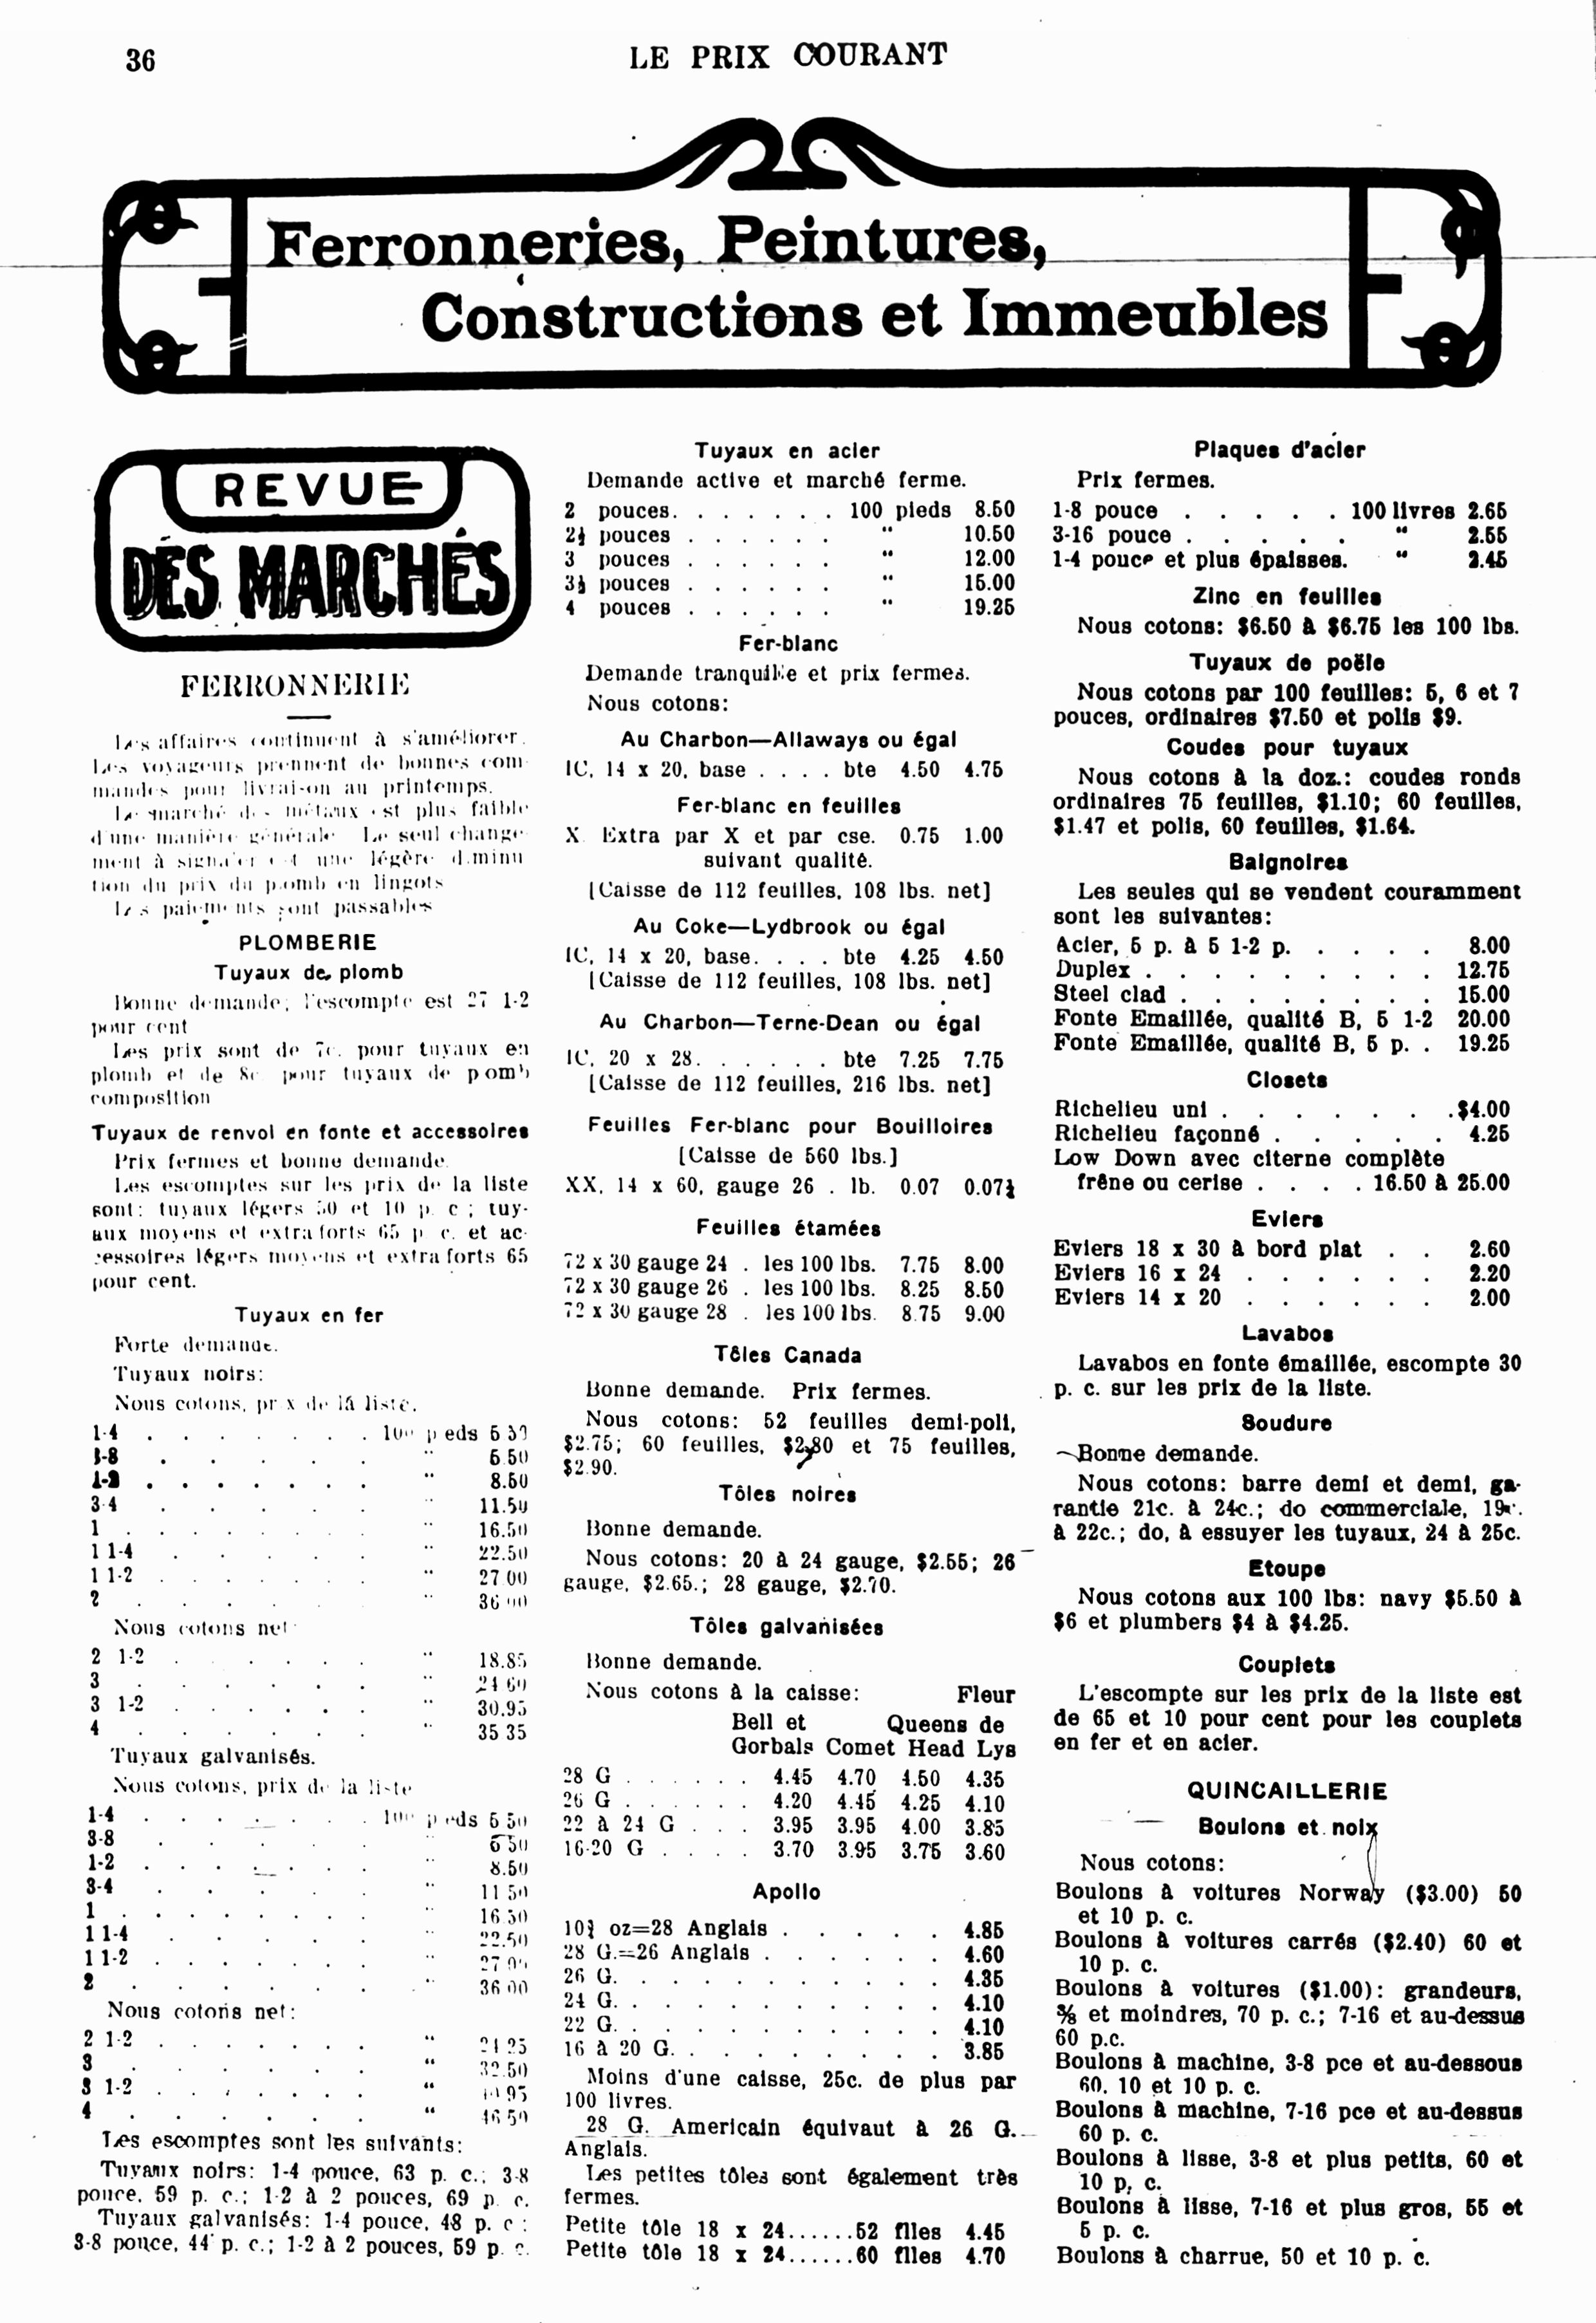 36
LE PRIX COURANT
Ferronneries, Peintures,
Constructions et Immeubles
REVUE
DES MARCHÉS
FERRONNERIE
Les affaires continuent à s'améliorer.
Les voyageurs prennent de bonnes com-
mandes pour livraison au printemps.
Le marché des métaux est plus faible
d'une manière générale. Le seul change-
ment à signaler est une légère diminu
tion du prix du plomb en lingots
Les paiements sont passables
PLOMBERIE
Tuyaux de plomb
Bonne demande; l'escompte est 27 1-2
pour cent
Les prix sont de 7c. pour tuyaux en
plomb et de 8c pour tuyaux de plomb
composition
Tuyaux de renvoi en fonte et accessoires
Prix fermes et bonne demande.
Les escomptes sur les prix de la liste
sont: tuyaux légers 50 et 10 p. c.; tuy-
aux moyens et extra forts 65 p. c. et ac-
cessoires légers moyens et extra forts 65
pour cent.
Tuyaux en fer
Forte demande.
Tuyaux noirs:
Nous cotons, prix de la liste.
1-4 . . . . . . . 100 pieds 5.50
3-8 . . . . . “ 5.50
1-2 . . . . . . . “ 8.50
3-4 . . . . . “ 11.50
1 . . . . . . . “ 16.50
1 1-4 . . . . . “ 22.50
1 1-2 . . . . . . “ 27.00
2 . . . . . . “ 36.00
Nous cotons net:
2 1-2 . . . . . . “ 18.85
3 . . . . . . “ 24.60
3 1-2 . . . . . . “ 30.95
4 . . . . . . “ 35.35
Tuyaux galvanisés.
Nous cotons, prix de la liste
1-4 . . . . . . 100 pieds 5.50
3-8 . . . . . “ 5.50
1-2 . . . . . . . “ 8.50
3-4 . . . . . “ 11.50
1 . . . . . . . “ 16.50
1 1-4 . . . . . “ 22.50
1 1-2 . . . . . . “ 27.00
2 . . . . . . “ 36.00
Nous cotons net:
2 1-2 . . . . . . “ 24.25
3 . . . . . . “ 32.50
3 1-2 . . . . . . “
4 . . . . . . “ 46.50
Les escomptes sont les suivants:
Tuyaux noirs: 1-4 pouce, 63 p. c.; 3-8
pouce, 59 p. c.; 1-2 à 2 pouces, 69 p. c.
Tuyaux galvanisés: 1-4 pouce, 48 p. c.:
3-8 pouce, 44 p. c.; 1-2 à 2 pouces, 59 p. c.
Tuyaux en acier
Demande active et marché ferme.
2 pouces. . . . . . . 100 pieds 8.50
2½ pouces . . . . . . “ 10.50
3 pouces . . . . . . “ 12.00
3½ pouces . . . . . . “ 15.00
4 pouces . . . . . . “ 19.25
Fer-blanc
Demande tranquille et prix fermes.
Nous cotons:
Au Charbon—Allaways ou égal
IC, 14 x 20, base . . . . bte 4.50 4.75
Fer-blanc en feuilles
X Extra par X et par cse. 0.75 1.00
suivant qualité.
[Caisse de 112 feuilles, 108 lbs. net]
Au Coke—Lydbrook ou égal
IC, 14 x 20, base. . . . bte 4.25 4.50
[Caisse de 112 feuilles, 108 lbs. net]
Au Charbon—Terne-Dean ou égal
IC, 20 x 28. . . . . . bte 7.25 7.75
[Caisse de 112 feuilles, 216 lbs. net]
Feuilles Fer-blanc pour Bouilloires
[Caisse de 560 lbs.]
XX, 14 x 60, gauge 26 . lb. 0.07 0.07½
Feuilles étamées
72 x 30 gauge 24 . les 100 lbs. 7.75 8.00
72 x 30 gauge 26 . les 100 lbs. 8.25 8.50
72 x 30 gauge 28 . les 100 lbs. 8.75 9.00
Tôles Canada
Bonne demande. Prix fermes.
Nous cotons: 52 feuilles demi-poli,
$2.75; 60 feuilles, $2.80 et 75 feuilles,
$2.90.
Tôles noires
Bonne demande.
Nous cotons: 20 à 24 gauge, $2.55; 26
gauge, $2.65.; 28 gauge, $2.70.
Tôles galvanisées
Bonne demande.
Nous cotons à la caisse: Fleur
Bell et Queens de
Gorbals Comet Head Lys
28 G . . . . . . 4.45 4.70 4.50 4.35
26 G . . . . . . 4.20 4.45 4.25 4.10
22 à 24 G . . . 3.95 3.95 4.00 3.85
16-20 G . . . . 3.70 3.95 3.75 3.60
Apollo
10¾ oz=28 Anglais . . . . . 4.85
28 G.=26 Anglais . . . . . . 4.60
26 G. . . . . . . . . . . 4.35
24 G. . . . . . . . . . . 4.10
22 G. . . . . . . . . . . 4.10
16 à 20 G. . . . . . . . . 3.85
Moins d'une caisse, 25c. de plus par
100 livres.
28 G. Americain équivaut à 26 G.
Anglais.
Les petites tôles sont également très
fermes.
Petite tôle 18 x 24......52 flles 4.45
Petite tôle 18 x 24......60 flles 4.70
Plaques d'acier
Prix fermes.
1-8 pouce . . . . . 100 livres 2.65
3-16 pouce . . . . . “ 2.55
1-4 pouce et plus épaisses. “ 2.45
Zinc en feuilles
Nous cotons: $6.50 à $6.75 les 100 lbs.
Tuyaux de poêle
Nous cotons par 100 feuilles: 5, 6 et 7
pouces, ordinaires $7.50 et polis $9.
Coudes pour tuyaux
Nous cotons à la doz.: coudes ronds
ordinaires 75 feuilles, $1.10; 60 feuilles,
$1.47 et polis, 60 feuilles, $1.64.
Baignoires
Les seules qui se vendent couramment
sont les suivantes:
Acier, 5 p. à 5 1-2 p. . . . . 8.00
Duplex . . . . . . . . . 12.75
Steel clad . . . . . . . . 15.00
Fonte Emaillée, qualité B, 5 1-2 20.00
Fonte Emaillée, qualité B, 5 p. . 19.25
Closets
Richelieu uni . . . . . . . $4.00
Richelieu façonné . . . . . 4.25
Low Down avec citerne complète
frêne ou cerise . . . . 16.50 à 25.00
Eviers
Eviers 18 x 30 à bord plat . . 2.60
Eviers 16 x 24 . . . . . . 2.20
Eviers 14 x 20 . . . . . . 2.00
Lavabos
Lavabos en fonte émaillée, escompte 30
p. c. sur les prix de la liste.
Soudure
Bonne demande.
Nous cotons: barre demi et demi, ga-
rantie 21c. à 24c.; do commerciale, 19c.
à 22c.; do, à essuyer les tuyaux, 24 à 25c.
Etoupe
Nous cotons aux 100 lbs: navy $5.50 à
$6 et plumbers $4 à $4.25.
Couplets
L'escompte sur les prix de la liste est
de 65 et 10 pour cent pour les couplets
en fer et en acier.
QUINCAILLERIE
Boulons et noix
Nous cotons:
Boulons à voitures Norway ($3.00) 50
et 10 p. c.
Boulons à voitures carrés ($2.40) 60 et
10 p. c.
Boulons à voitures ($1.00): grandeurs,
⅜ et moindres, 70 p. c.; 7-16 et au-dessus
60 p.c.
Boulons à machine, 3-8 pce et au-dessous
60, 10 et 10 p. c.
Boulons à machine, 7-16 pce et au-dessus
60 p. c.
Boulons à lisse, 3-8 et plus petits, 60 et
10 p. c.
Boulons à lisse, 7-16 et plus gros, 55 et
5 p. c.
Boulons à charrue, 50 et 10 p. c.